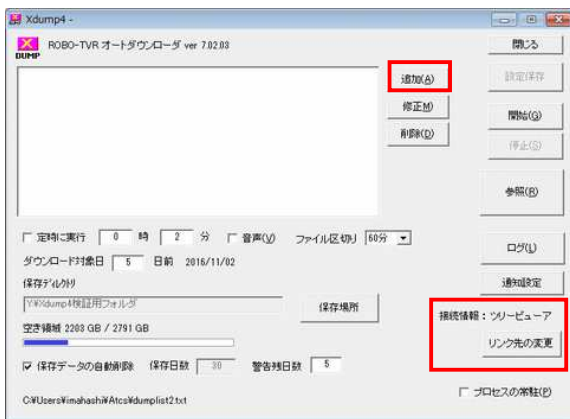 Xdump4 -
X
DUMP
ROBO-TVR オートダウンローダ ver 7.02.03
閉じる
追加(A)
設定保存
修正M)
開始(G)
削除(D)
停止(S)
参照(R)
定時に実行 0 時 2 分 音声(V) ファイル区切り 60分
ログ(L)
ダウンロード対象日 5 日前 2016/11/02
保存ディレクトリ
通知設定
Y:¥Xdump4検証用フォルダ
保存場所
接続情報:ツリービューア
空き領域 2203 GB / 2791 GB
リンク先の変更
保存データの自動削除 保存日数 30 警告残日数 5
プロセスの常駐(P)
C:¥Users¥imahashi¥Atcs¥dumplist2.txt